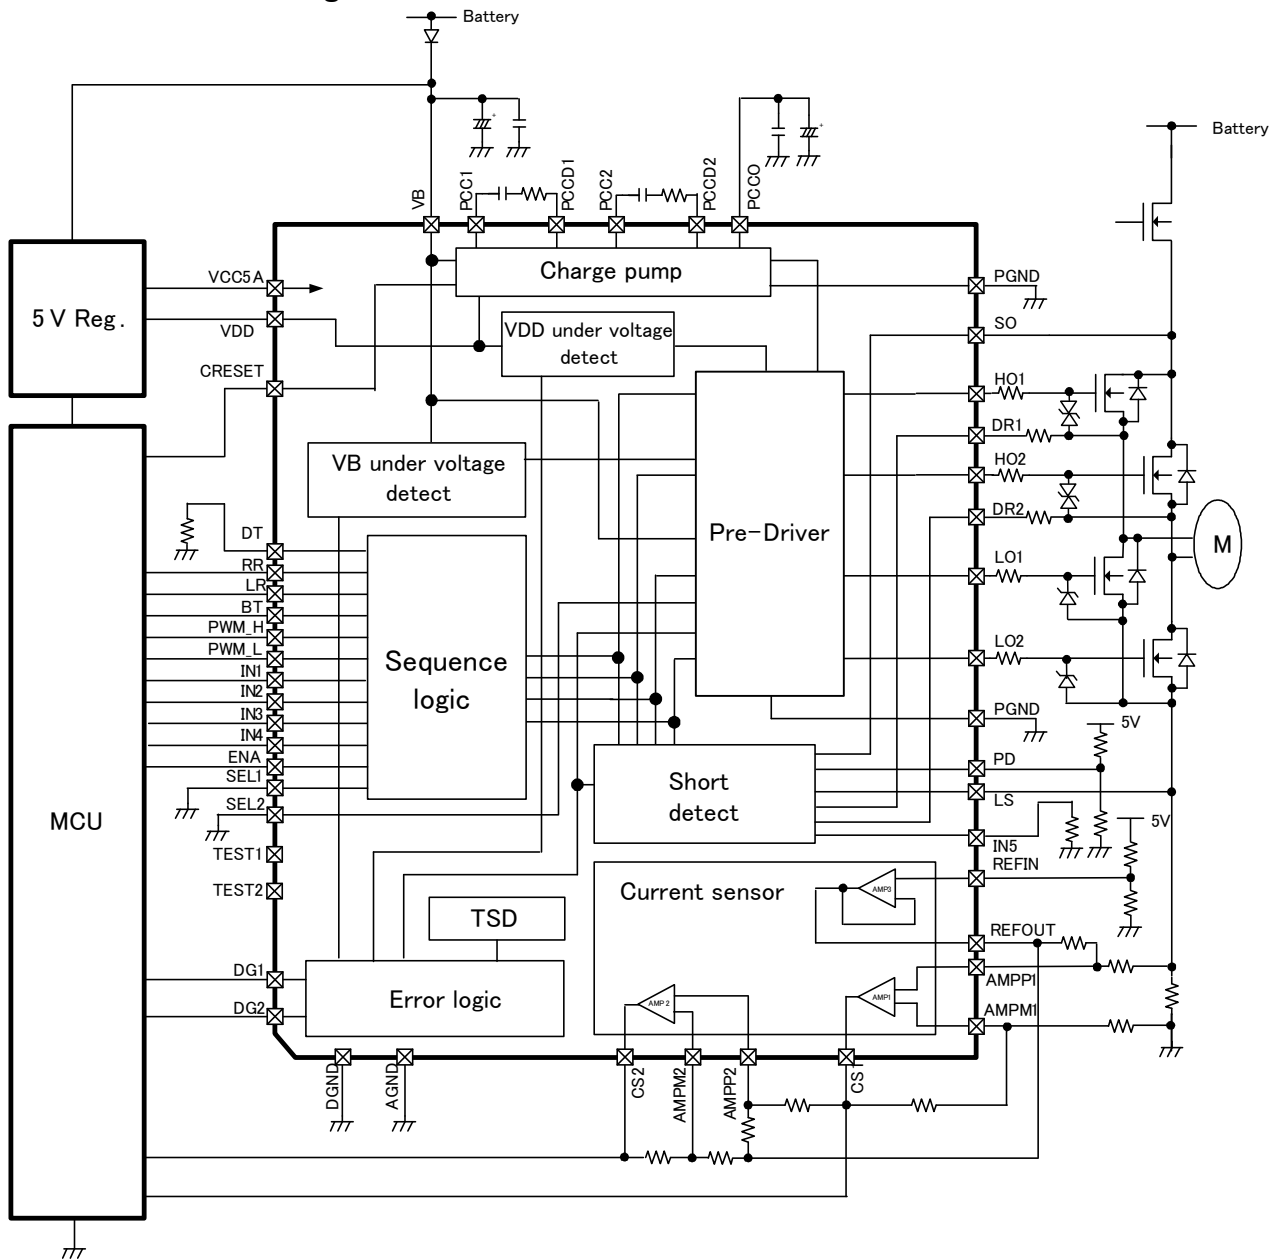 Battery
Battery
VB
PCC1
PCCD1
PCC2
PCCD2
PCCO
5V Reg.
VCC5A
VDD
CRESET
Charge pump
PGND
SO
VDD under voltage
detect
HO1
DR1
HO2
DR2
VB under voltage
detect
Pre-Driver
M
DT
RR
LR
BT
PWM_H
PWM_L
IN1
IN2
IN3
IN4
ENA
SEL1
SEL2
TEST1
TEST2
Sequence
logic
LO1
LO2
PGND
5V
PD
LS
IN5
5V
REFIN
Short
detect
MCU
Current sensor
AMP3
TSD
REFOUT
AMPP1
AMPM1
DG1
DG2
Error logic
AMP2
AMP1
DGND
AGND
CS2
AMPM2
AMPP2
CS1